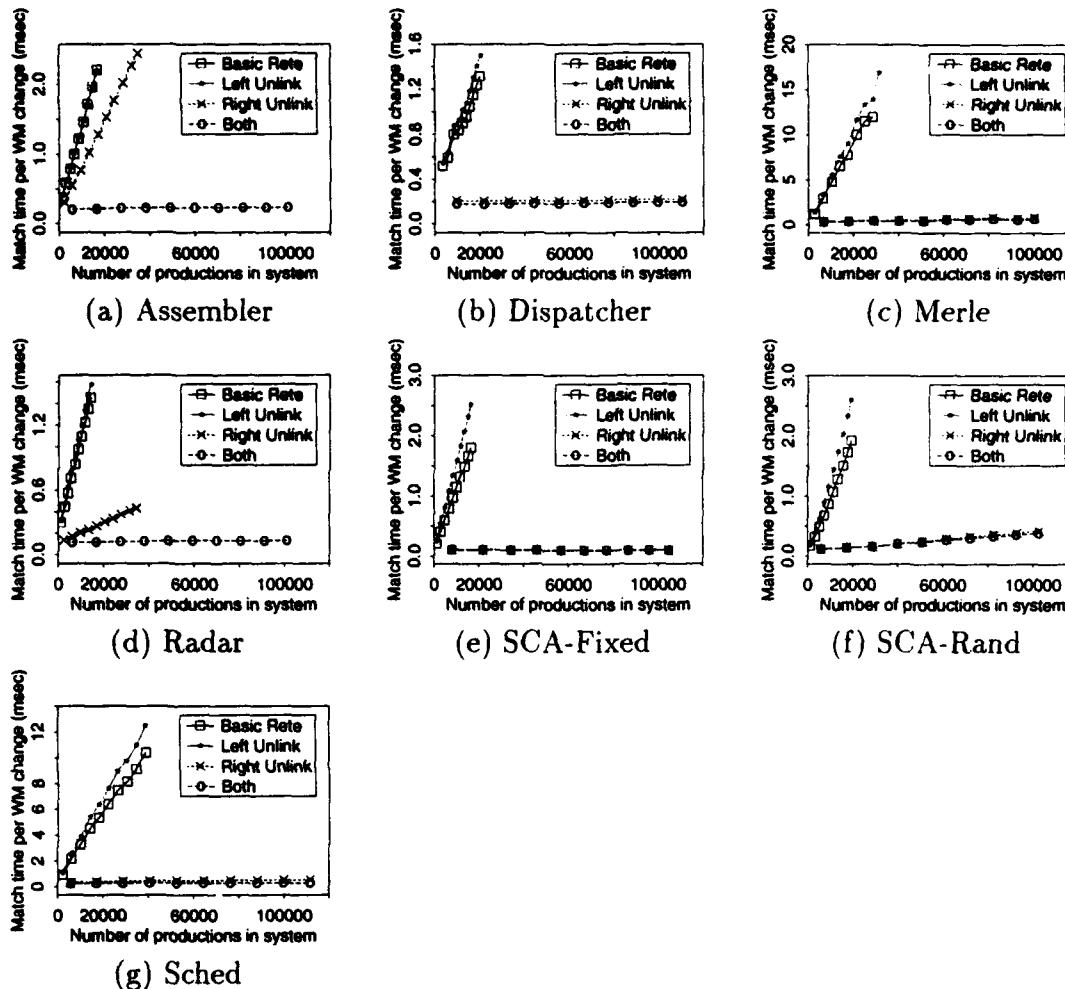 Match time per WM change (msec)
2.0
1.0
0.0
Basic Rete
Left Unlink
Right Unlink
Both
0 20000 60000 100000
Number of productions in system
(a) Assembler
Match time per WM change (msec)
1.6
1.2
0.8
0.4
0.0
Basic Rete
Left Unlink
Right Unlink
Both
0 20000 60000 100000
Number of productions in system
(b) Dispatcher
Match time per WM change (msec)
20
15
10
5
0
Basic Rete
Left Unlink
Right Unlink
Both
0 20000 60000 100000
Number of productions in system
(c) Merle
Match time per WM change (msec)
1.2
0.6
0.0
Basic Rete
Left Unlink
Right Unlink
Both
0 20000 60000 100000
Number of productions in system
(d) Radar
Match time per WM change (msec)
3.0
2.0
1.0
0.0
Basic Rete
Left Unlink
Right Unlink
Both
0 20000 60000 100000
Number of productions in system
(e) SCA-Fixed
Match time per WM change (msec)
3.0
2.0
1.0
0.0
Basic Rete
Left Unlink
Right Unlink
Both
0 20000 60000 100000
Number of productions in system
(f) SCA-Rand
Match time per WM change (msec)
12
8
6
4
2
0
Basic Rete
Left Unlink
Right Unlink
Both
0 20000 60000 100000
Number of productions in system
(g) Sched